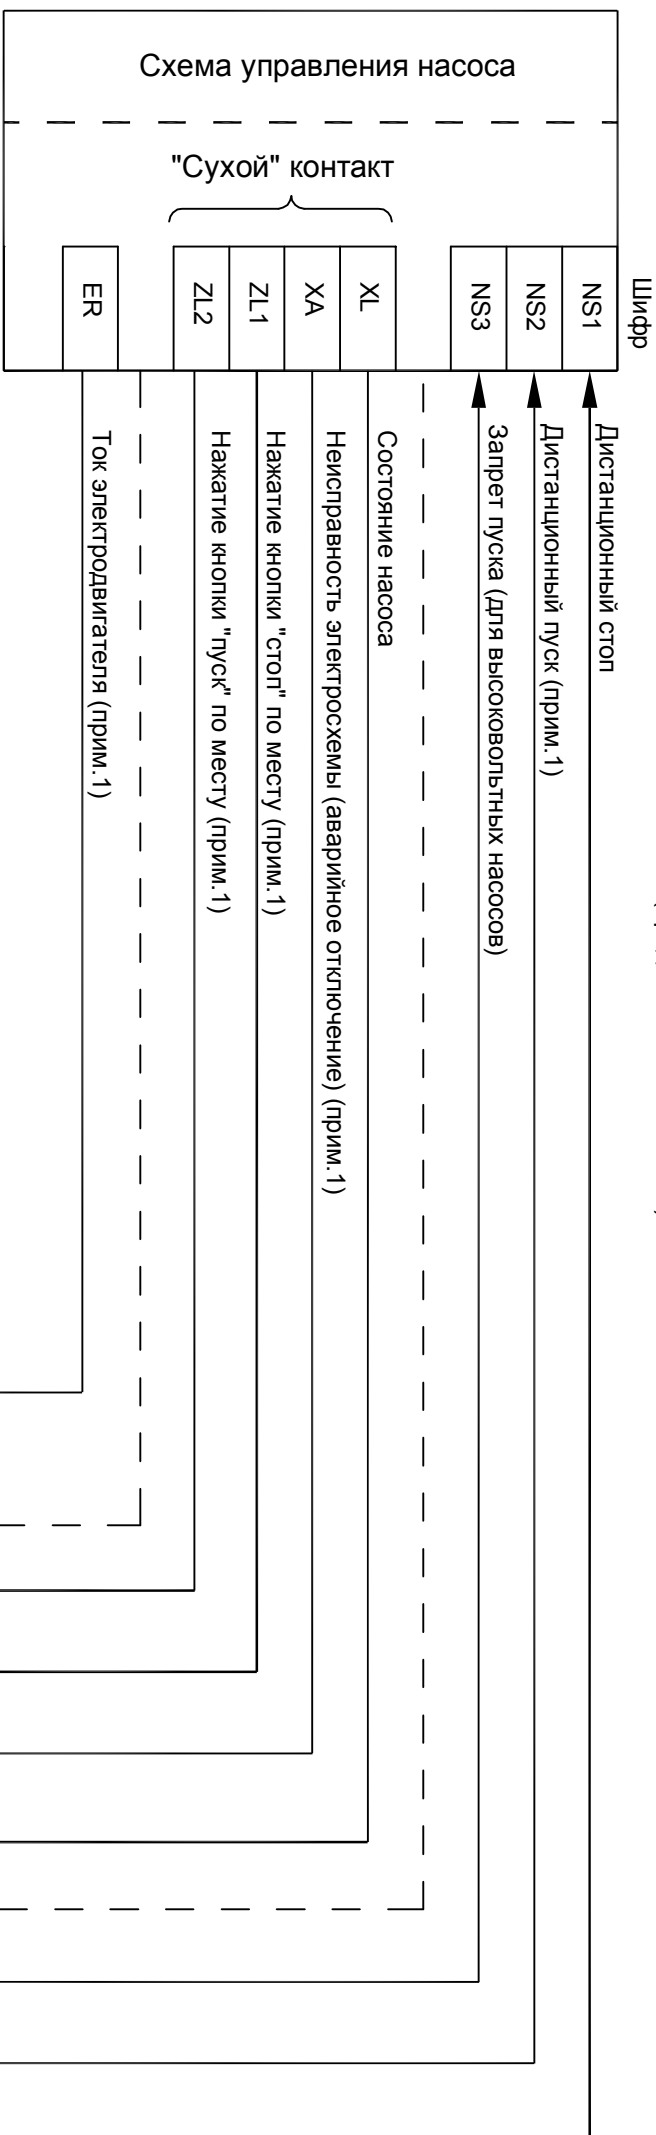 Схема управления насоса
"Сухой" контакт
Шифр
NS1
NS2
NS3
XL
XA
ZL1
ZL2
ER
Дистанционный стоп
Дистанционный пуск (прим.1)
Запрет пуска (для высоковольтных насосов)
Состояние насоса
Неисправность электросхемы (аварийное отключение) (прим.1)
Нажатие кнопки "стоп" по месту (прим.1)
Нажатие кнопки "пуск" по месту (прим.1)
Ток электродвигателя (прим.1)